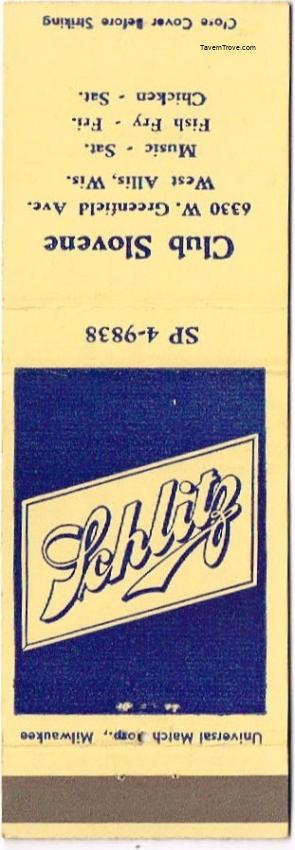 Close Cover Before Striking
TavernTrove.com
Club Slovene
6330 W. Greenfield Ave.
West Allis, Wis.
Music - Sat.
Fish Fry - Fri.
Chicken - Sat.
SP 4-9838
Schlitz
Universal Match Corp., Milwaukee